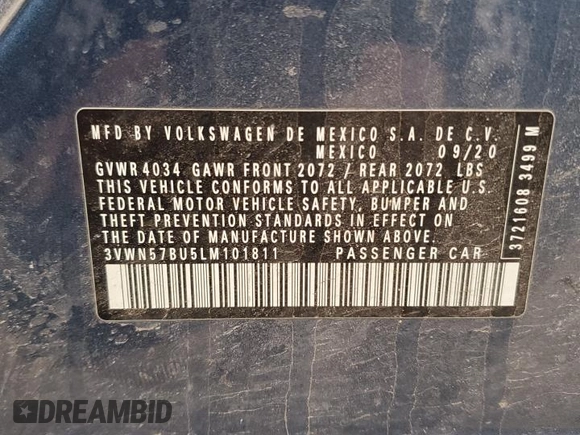 MFD BY VOLKSWAGEN DE MEXICO S.A. DE C.V.
MEXICO 09/20
GVWR 4034 GAWR FRONT 2072 / REAR 2072 LBS
THIS VEHICLE CONFORMS TO ALL APPLICABLE U.S.
FEDERAL MOTOR VEHICLE SAFETY, BUMPER AND
THEFT PREVENTION STANDARDS IN EFFECT ON
THE DATE OF MANUFACTURE SHOWN ABOVE.
3VWN57BU5LM101811 PASSENGER CAR
3721608 3499 M
DREAMBID